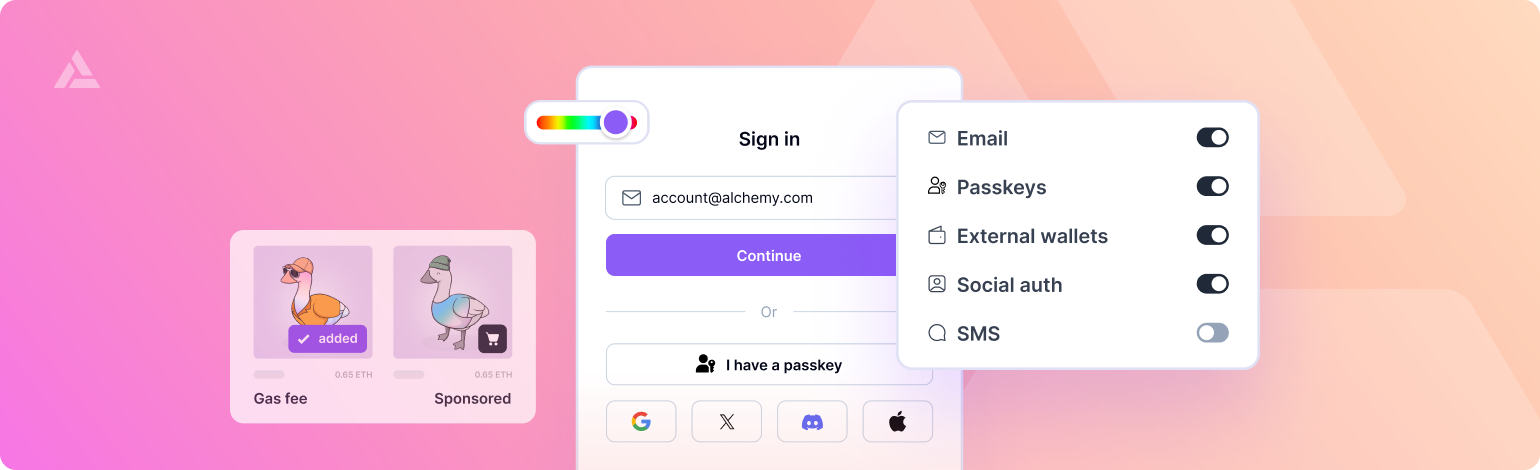 Sign in
account@alchemy.com
Continue
Or
I have a passkey
Email
Passkeys
External wallets
Social auth
SMS
added
0.65 ETH
0.65 ETH
Gas fee
Sponsored